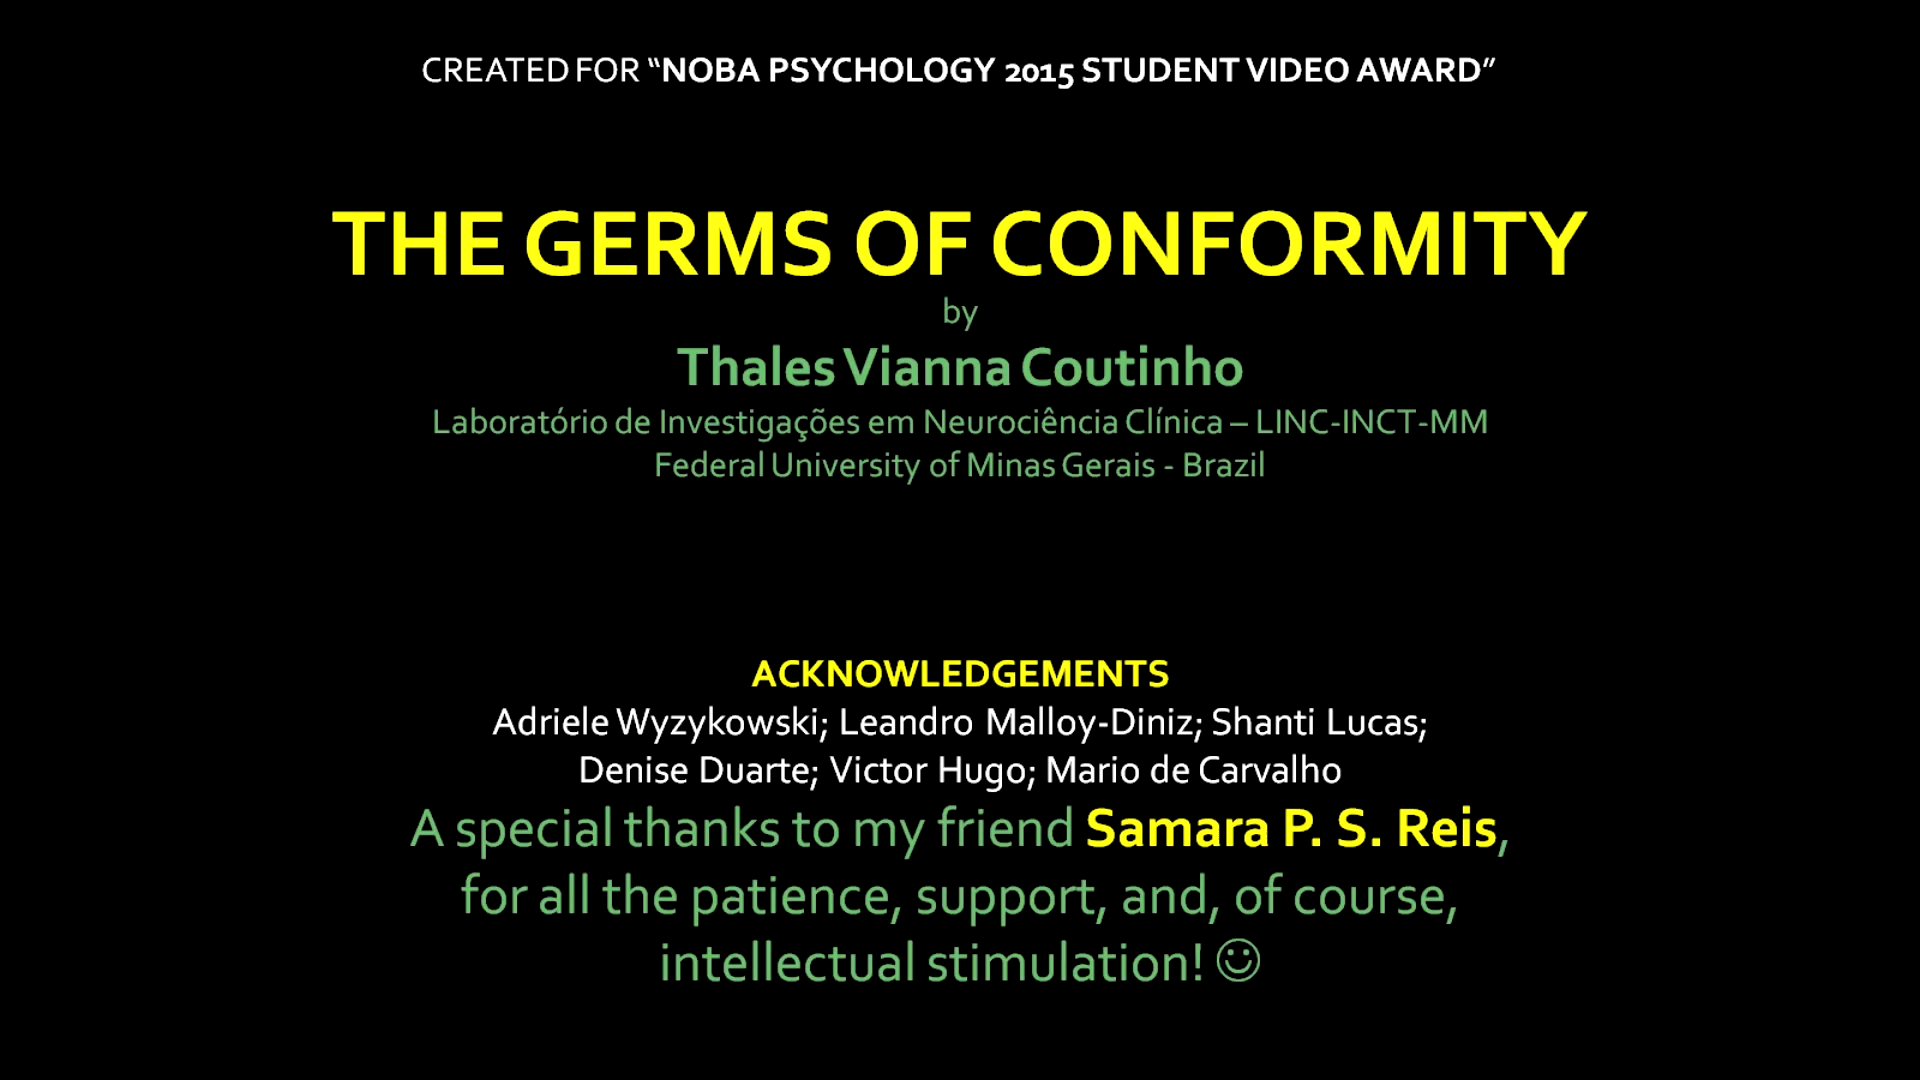 CREATED FOR “NOBA PSYCHOLOGY 2015 STUDENT VIDEO AWARD”
THE GERMS OF CONFORMITY
by
Thales Vianna Coutinho
Laboratório de Investigações em Neurociência Clínica – LINC-INCT-MM
Federal University of Minas Gerais - Brazil
ACKNOWLEDGEMENTS
Adriele Wyzykowski; Leandro Malloy-Diniz; Shanti Lucas;
Denise Duarte; Victor Hugo; Mario de Carvalho
A special thanks to my friend Samara P. S. Reis,
for all the patience, support, and, of course,
intellectual stimulation! ☺